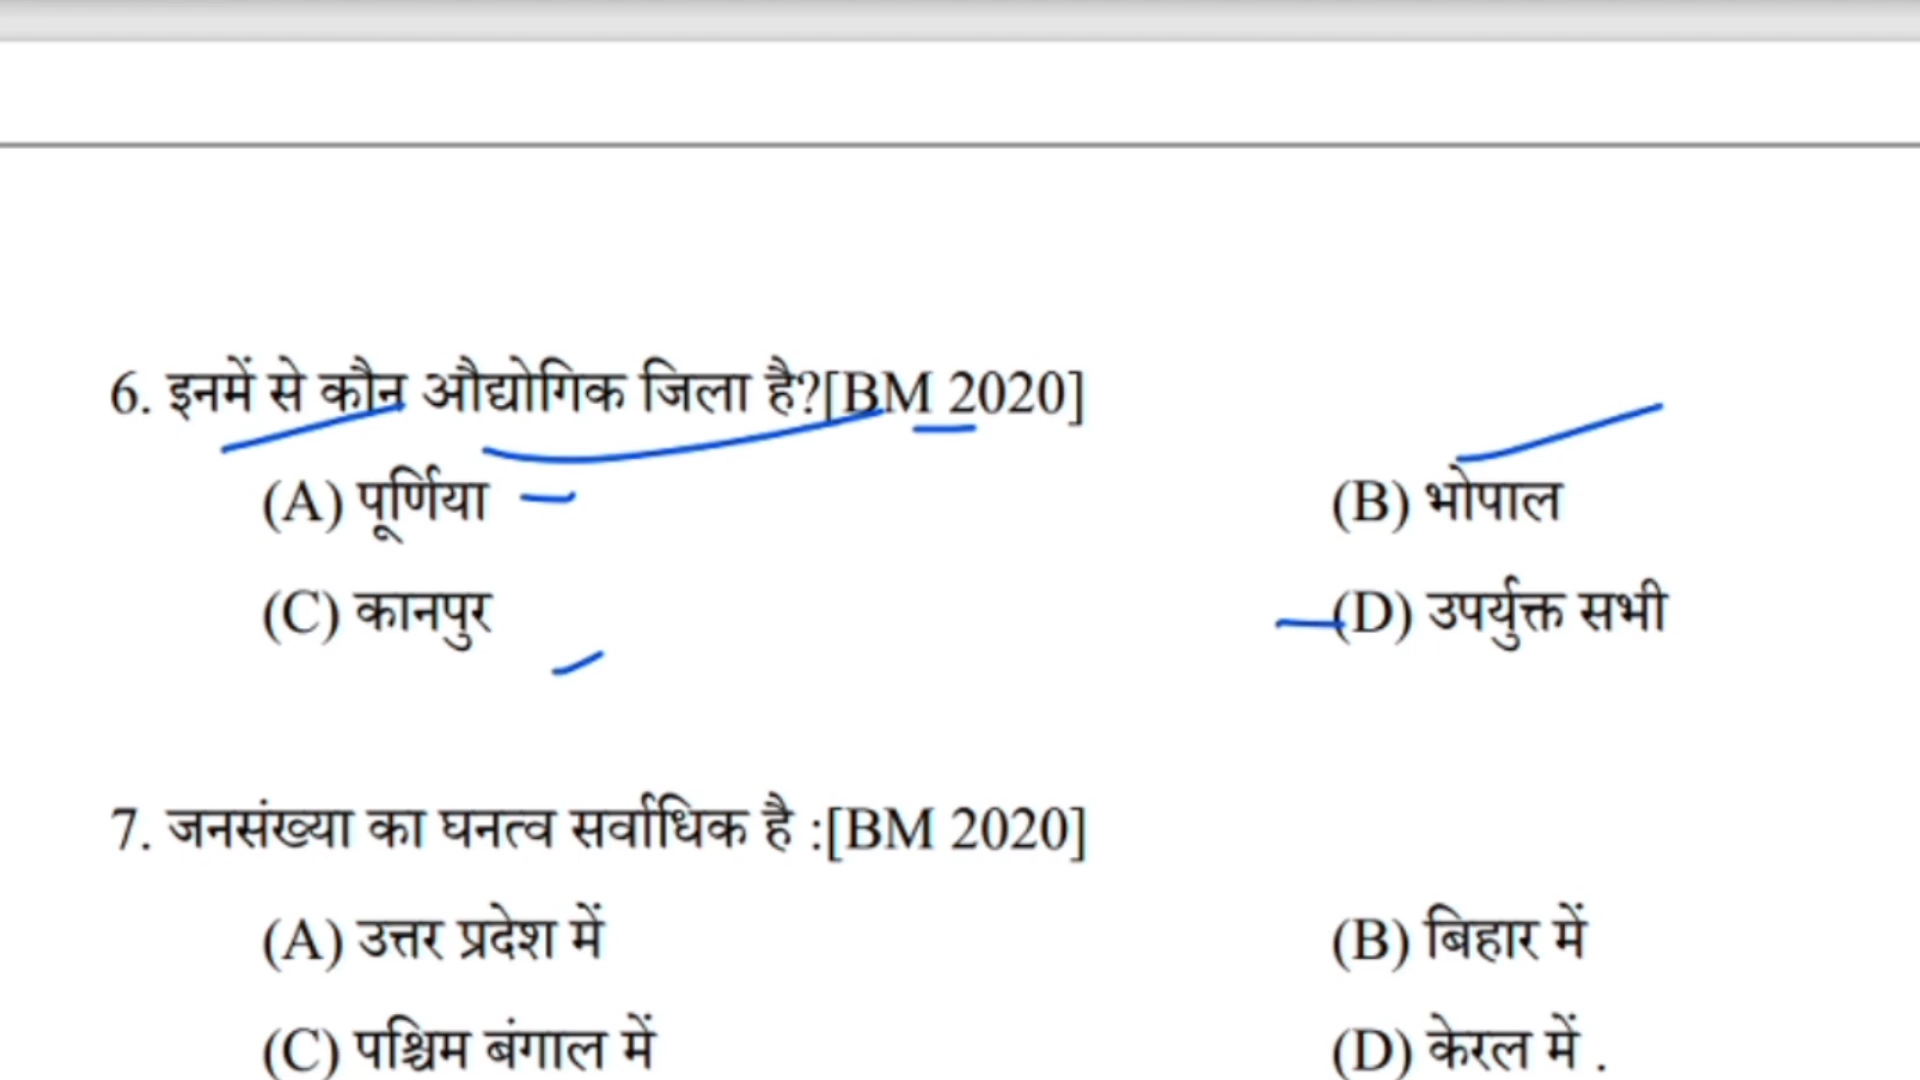 6. इनमें से कौन औद्योगिक जिला है?[BM 2020]
(A) पूर्णिया (B) भोपाल
(C) कानपुर (D) उपर्युक्त सभी
7. जनसंख्या का घनत्व सर्वाधिक है :[BM 2020]
(A) उत्तर प्रदेश में (B) बिहार में
(C) पश्चिम बंगाल में (D) केरल में .